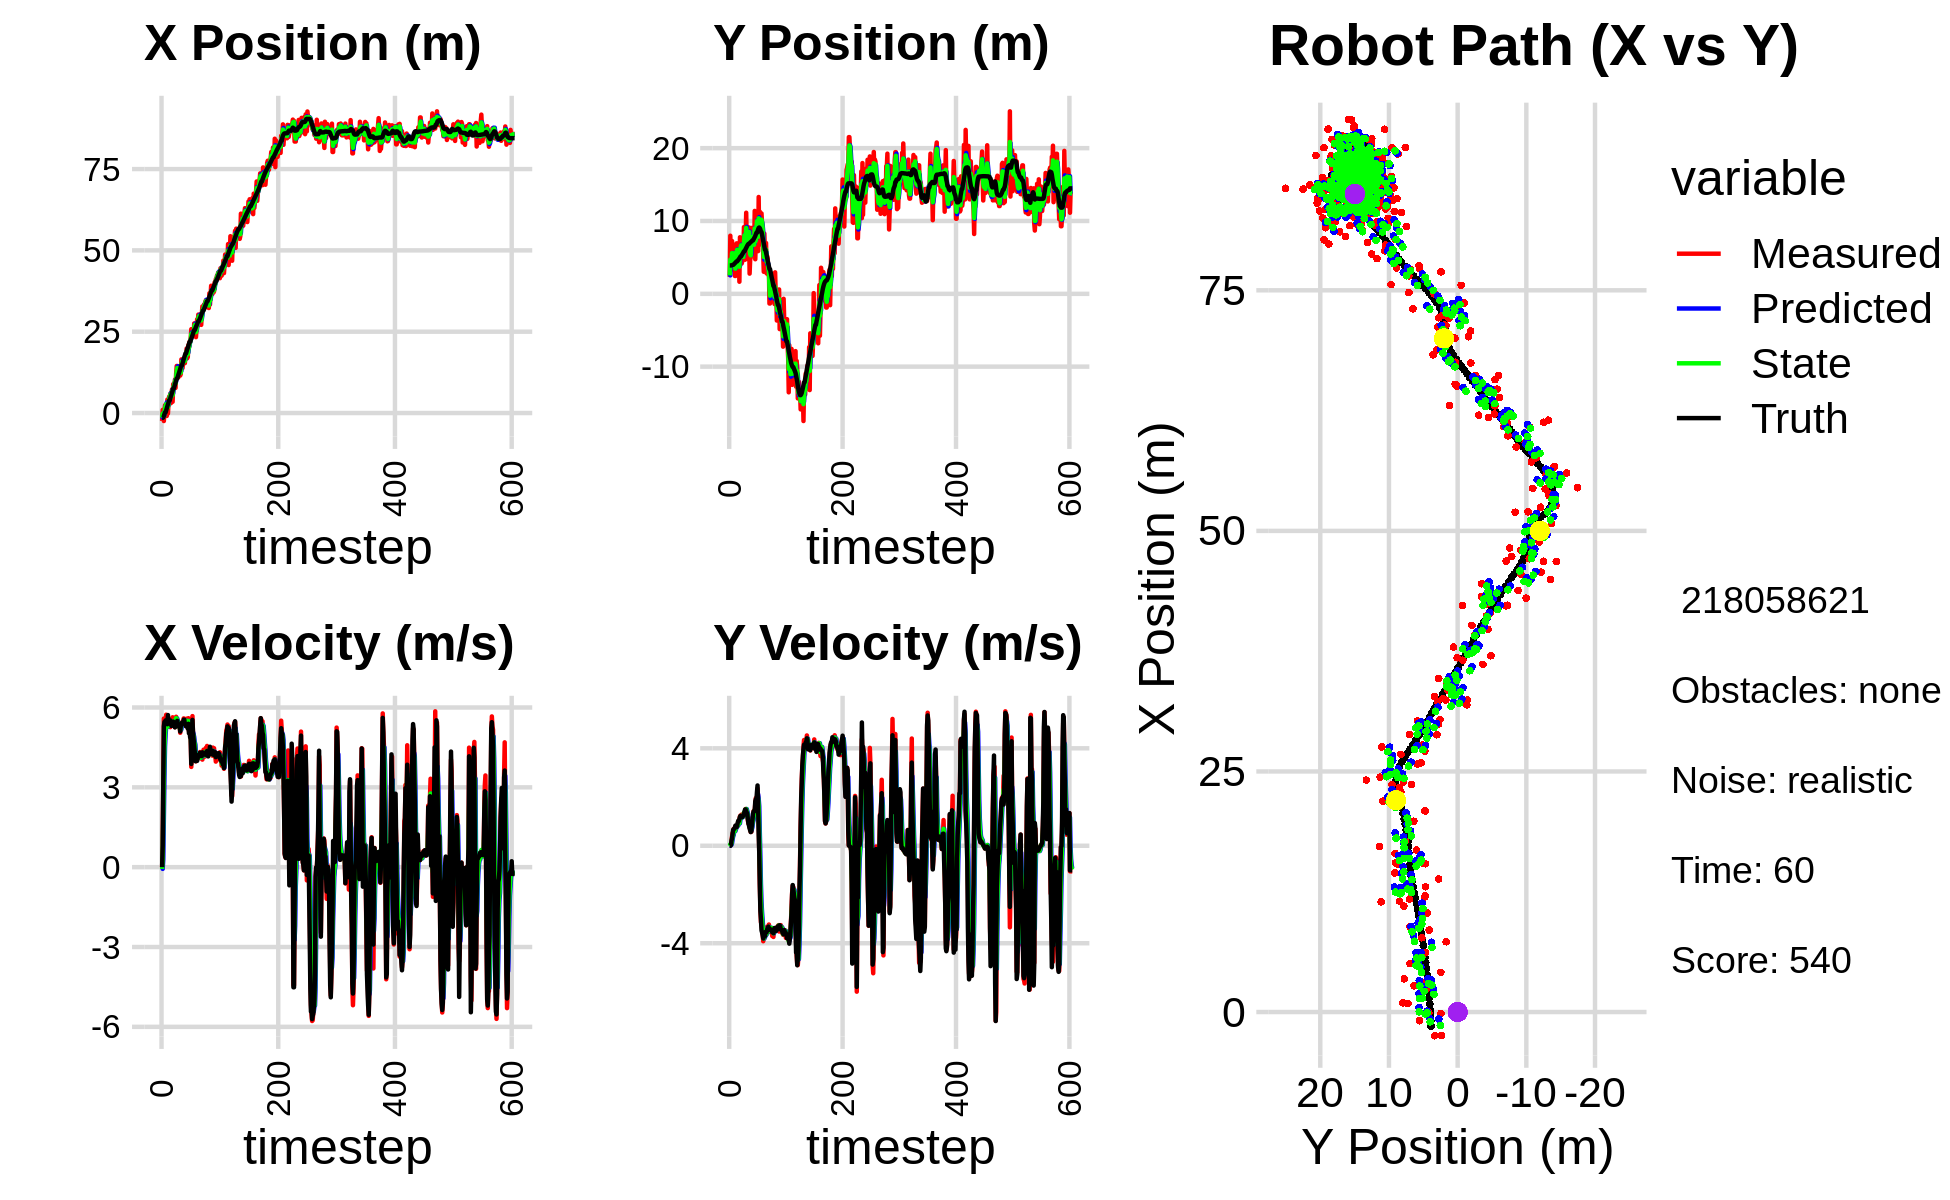 X Position (m)
75
50
25
0
0
200
400
600
timestep
Y Position (m)
20
10
0
-10
0
200
400
600
timestep
X Velocity (m/s)
6
3
0
-3
-6
0
200
400
600
timestep
Y Velocity (m/s)
4
0
-4
0
200
400
600
timestep
Robot Path (X vs Y)
X Position (m)
75
50
25
0
20 10 0 -10 -20
Y Position (m)
variable
Measured
Predicted
State
Truth
218058621
Obstacles: none
Noise: realistic
Time: 60
Score: 540